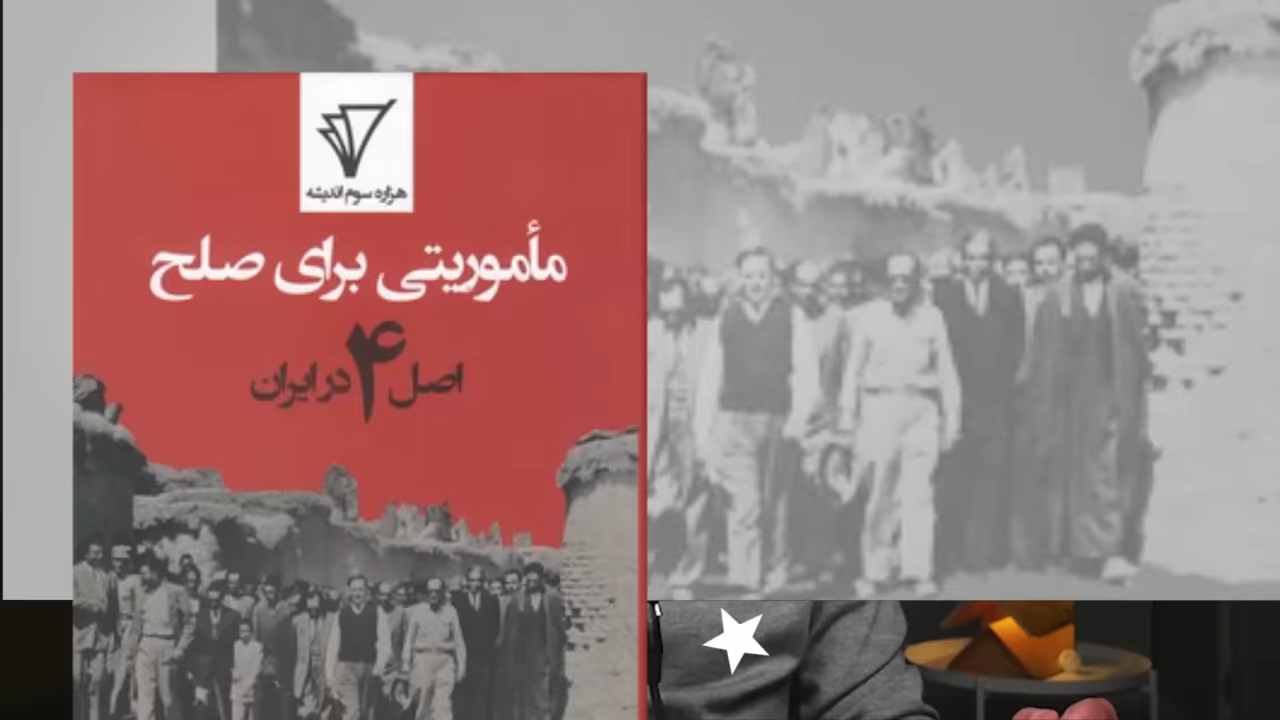 هزاره سوم اندیشه
مأموریتی برای صلح
اصل ۴ در ایران